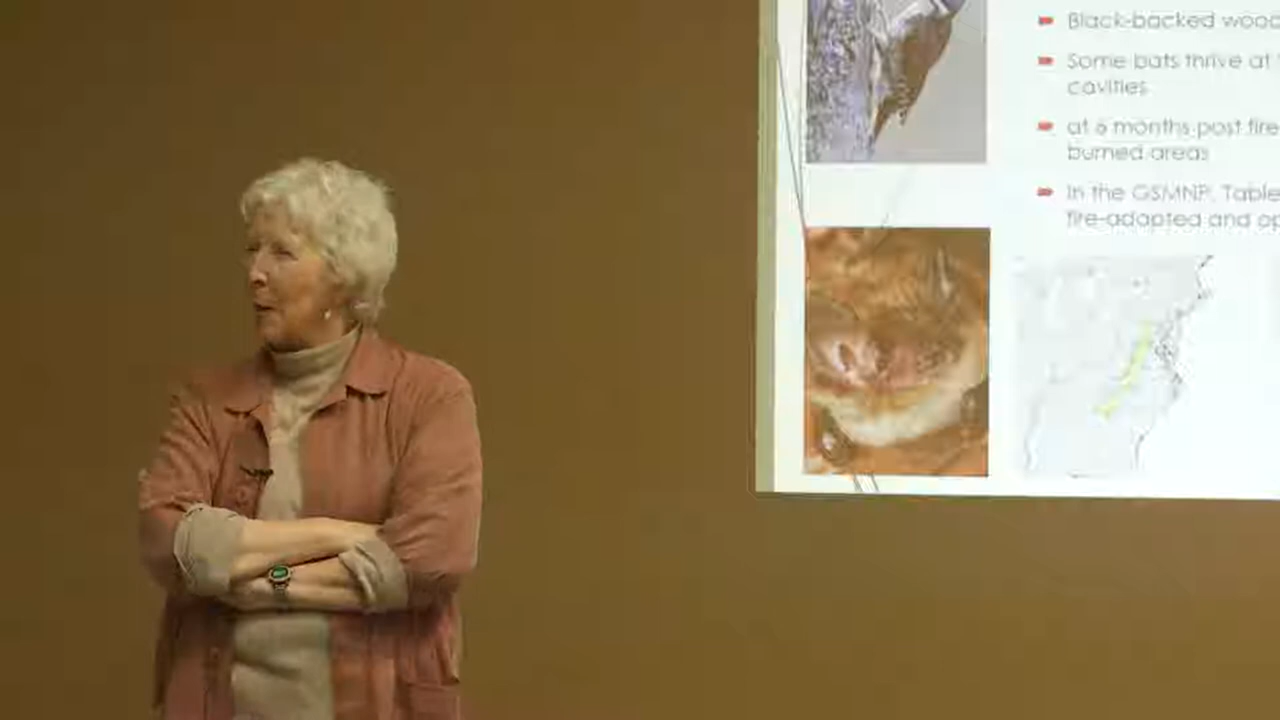 Black-backed wood
Some bats thrive at
cavities
at 6 months post fire
burned areas
In the GSMNP, Table
fire-adapted and op